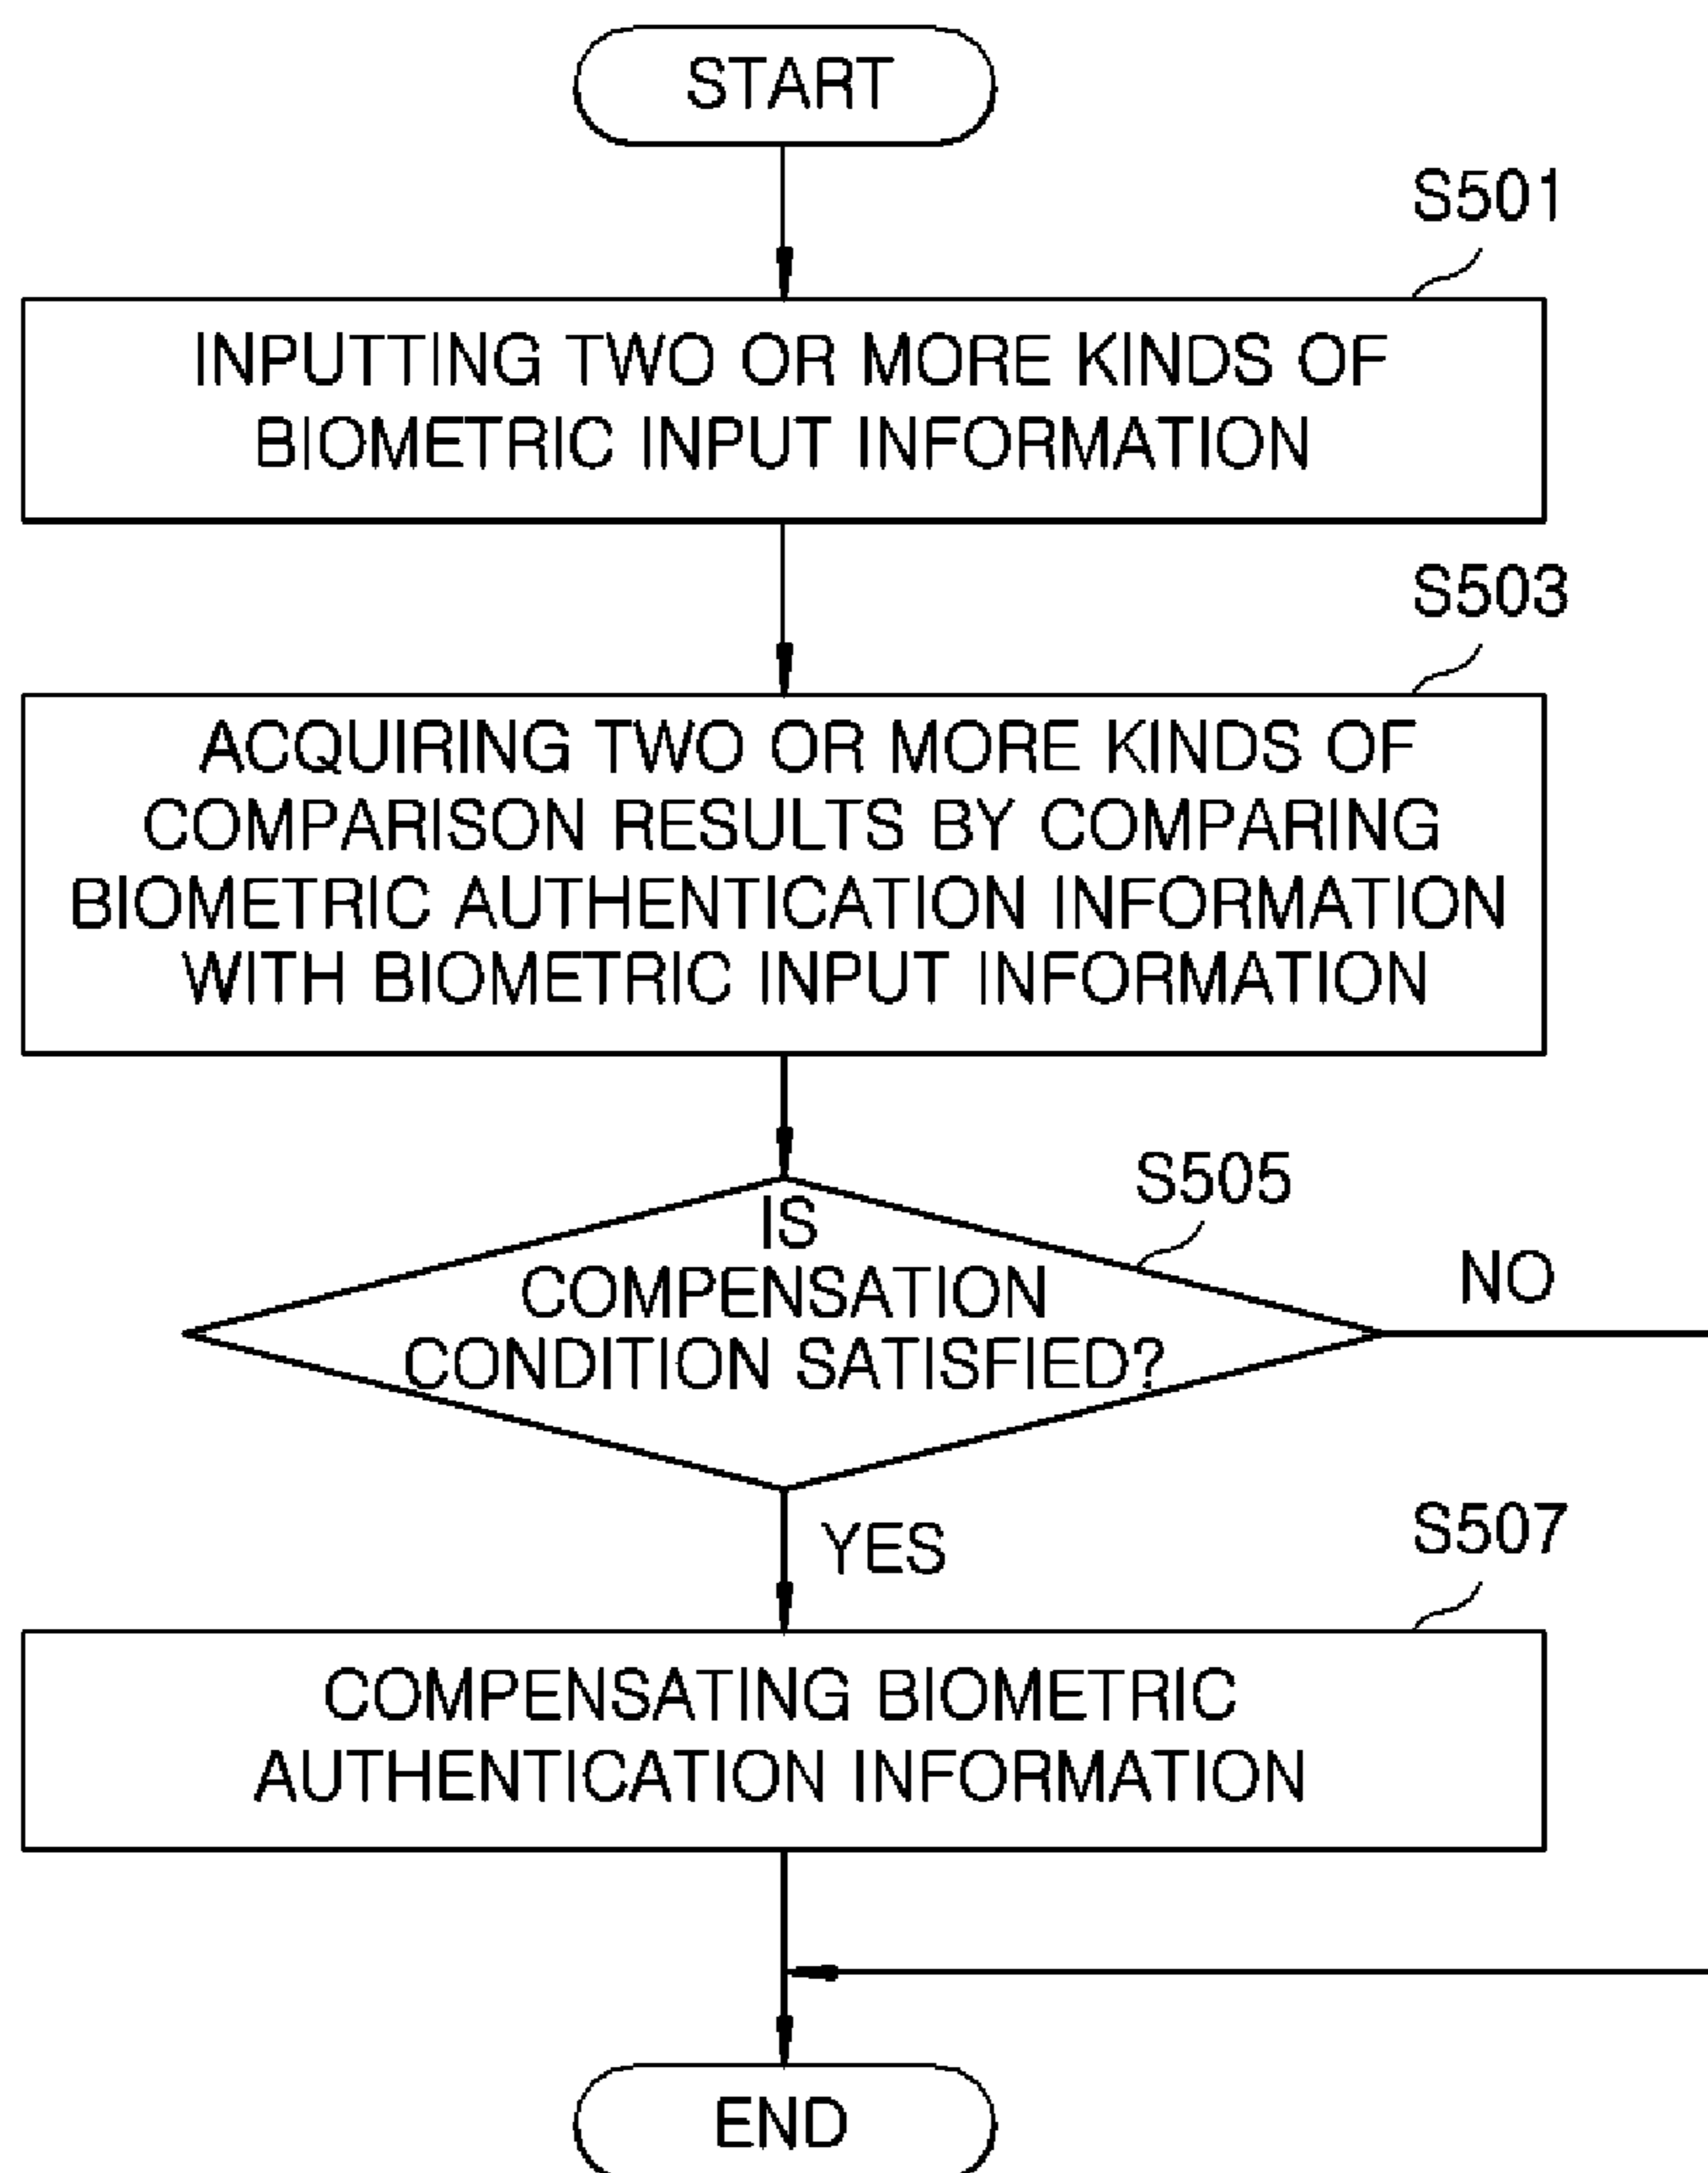 START
S501
INPUTTING TWO OR MORE KINDS OF
BIOMETRIC INPUT INFORMATION
S503
ACQUIRING TWO OR MORE KINDS OF
COMPARISON RESULTS BY COMPARING
BIOMETRIC AUTHENTICATION INFORMATION
WITH BIOMETRIC INPUT INFORMATION
S505
IS
COMPENSATION
CONDITION SATISFIED?
NO
YES
S507
COMPENSATING BIOMETRIC
AUTHENTICATION INFORMATION
END